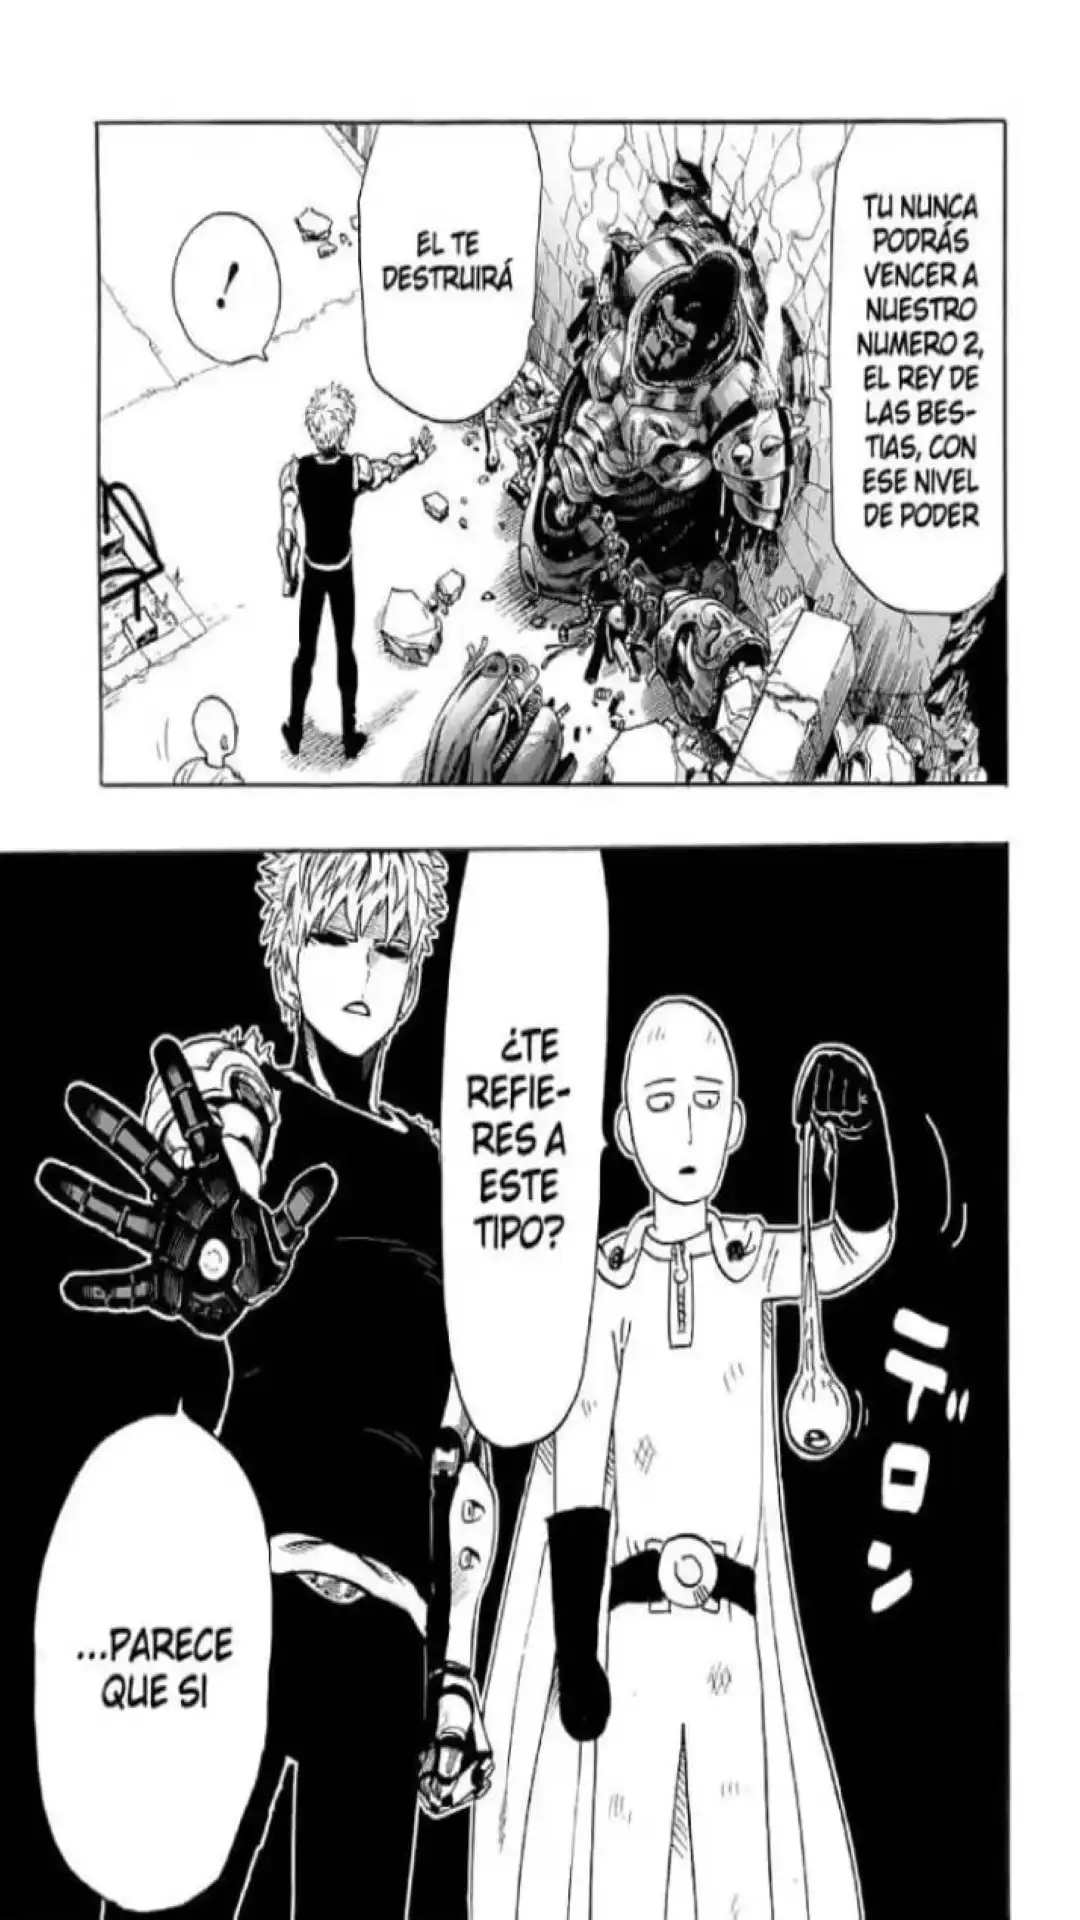 TU NUNCA
PODRÁS
VENCER A
NUESTRO
NUMERO 2,
EL REY DE
LAS BES-
TIAS, CON
ESE NIVEL
DE PODER
EL TE
DESTRUIRÁ
!
¿TE
REFIE-
RES A
ESTE
TIPO?
デロン
...PARECE
QUE SI